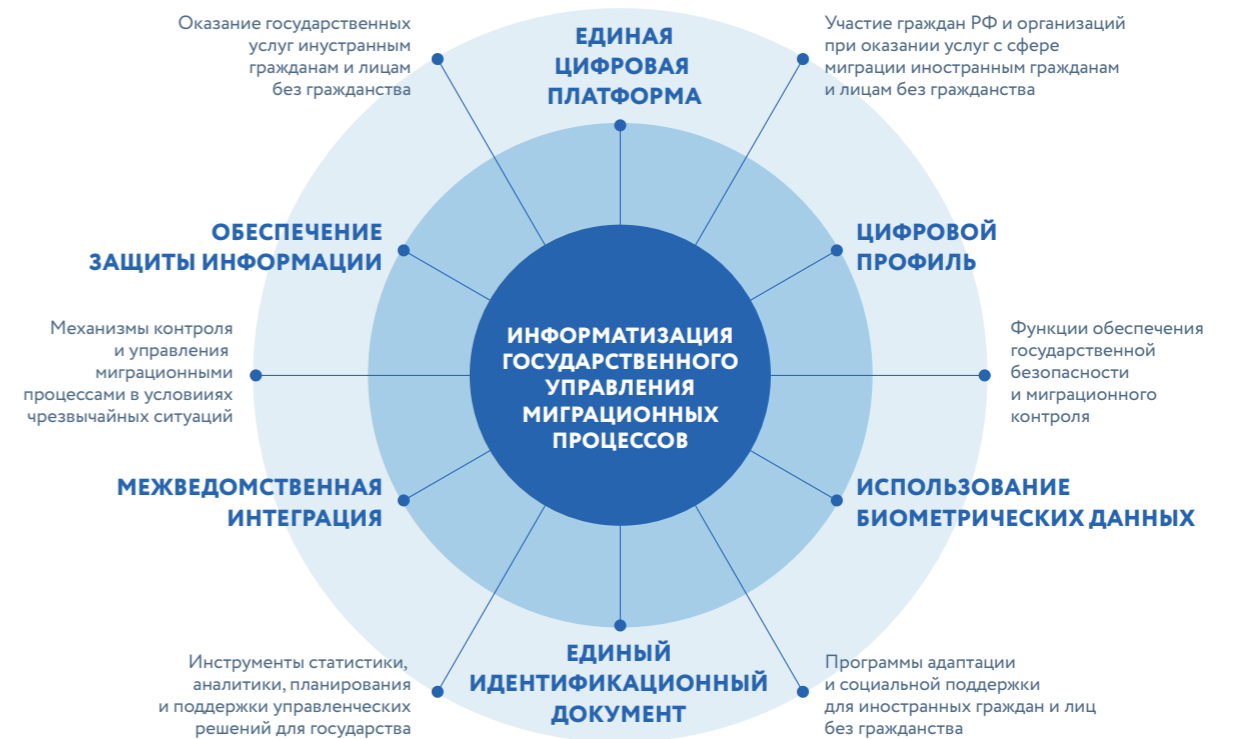 Оказание государственных
услуг инустранным
гражданам и лицам
без гражданства
ЕДИНАЯ
ЦИФРОВАЯ
ПЛАТФОРМА
Участие граждан РФ и организаций
при оказании услуг с сфере
миграции иностранным гражданам
и лицам без гражданства
ОБЕСПЕЧЕНИЕ
ЗАЩИТЫ ИНФОРМАЦИИ
ЦИФРОВОЙ
ПРОФИЛЬ
Механизмы контроля
и управления
миграционными
процессами в условииях
чрезвычайных ситуаций
ИНФОРМАТИЗАЦИЯ
ГОСУДАРСТВЕННОГО
УПРАВЛЕНИЯ
МИГРАЦИОННЫХ
ПРОЦЕССОВ
Функции обеспечения
государственной
безопасности
и миграционного
контроля
МЕЖВЕДОМСТВЕННАЯ
ИНТЕГРАЦИЯ
ИСПОЛЬЗОВАНИЕ
БИОМЕТРИЧЕСКИХ ДАННЫХ
Инструменты статистики,
аналитики, планирования
и поддержки управленческих
решений для государства
ЕДИНЫЙ
ИДЕНТИФИКАЦИОННЫЙ
ДОКУМЕНТ
Программы адаптации
и социальной поддержки
для иностранных граждан и лиц
без гражданства